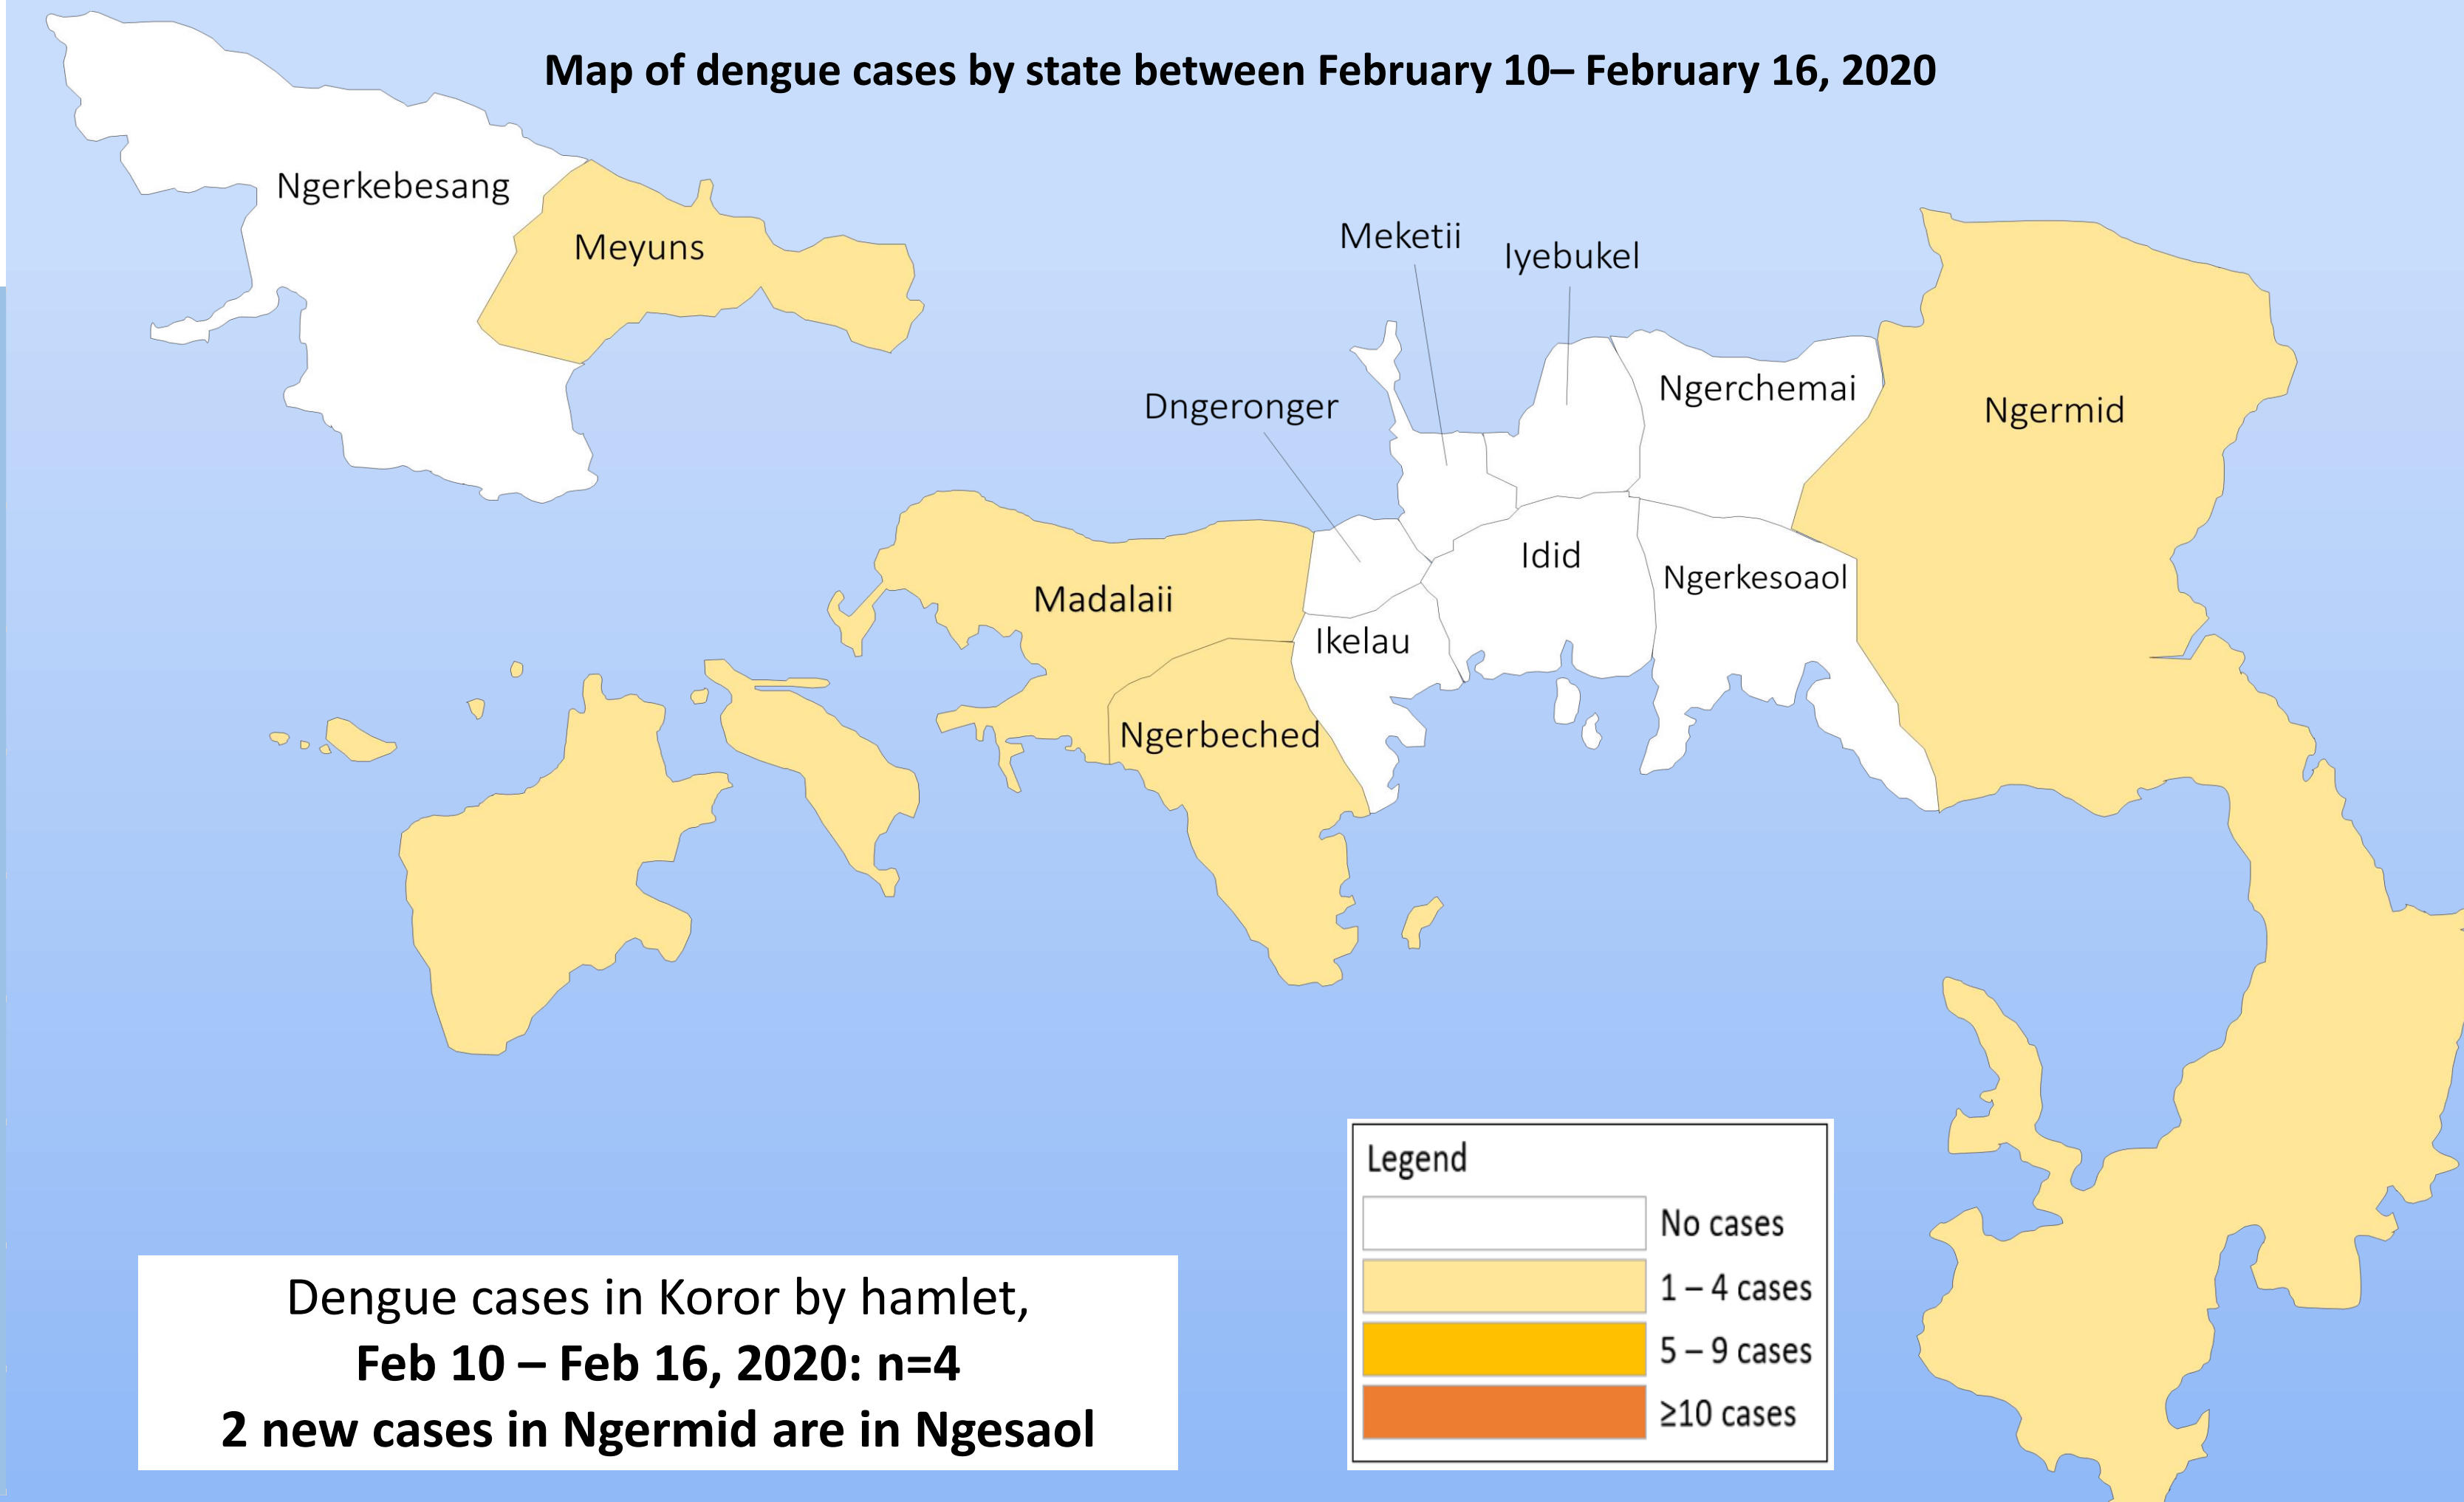 Map of dengue cases by state between February 10– February 16, 2020
Ngerkebesang
Meyuns
Meketii
Iyebukel
Dngeronger
Ngerchemai
Ngermid
Madalaii
Idid
Ngerkesoaol
Ikelau
Ngerbeched
Legend
No cases
1 – 4 cases
5 – 9 cases
≥10 cases
Dengue cases in Koror by hamlet,
Feb 10 – Feb 16, 2020: n=4
2 new cases in Ngermid are in Ngesaol